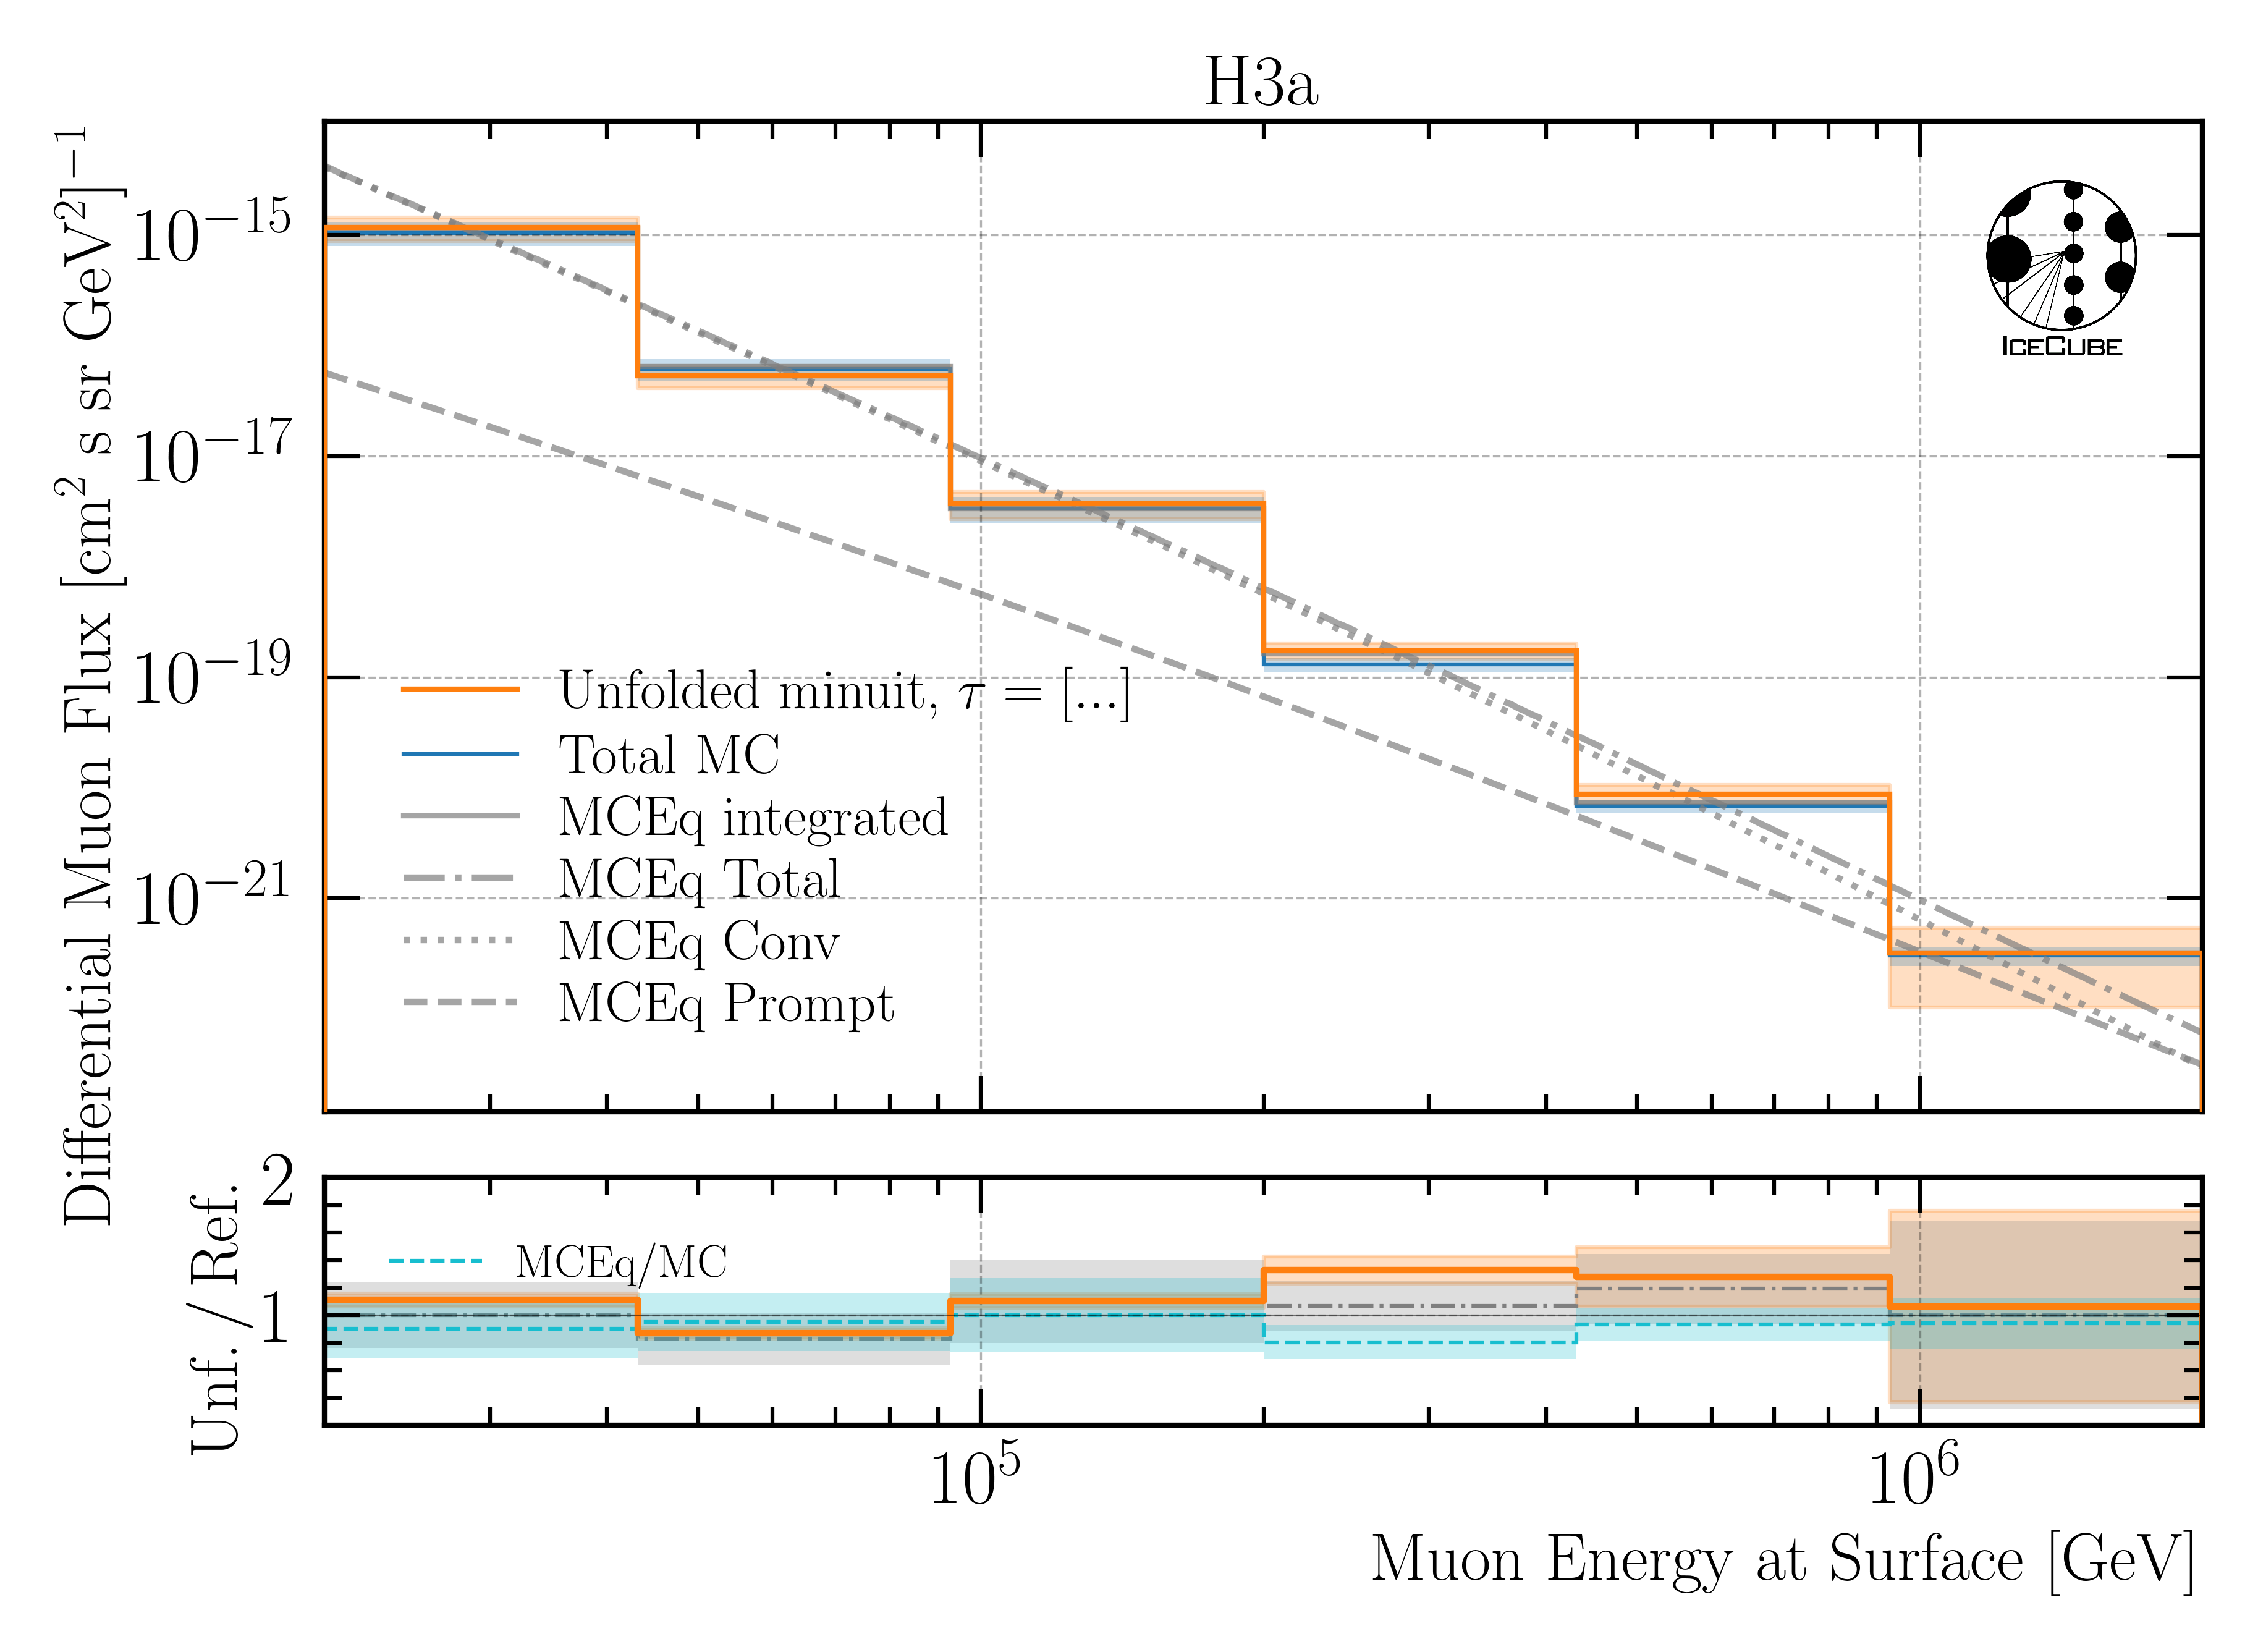 H3a
Differential Muon Flux [cm² s sr GeV²]⁻¹
10⁻¹⁵
10⁻¹⁷
10⁻¹⁹
10⁻²¹
ICECUBE
Unfolded minuit, τ = [...]
Total MC
MCEq integrated
MCEq Total
MCEq Conv
MCEq Prompt
Unf. / Ref.
2
1
MCEq/MC
10⁵
10⁶
Muon Energy at Surface [GeV]